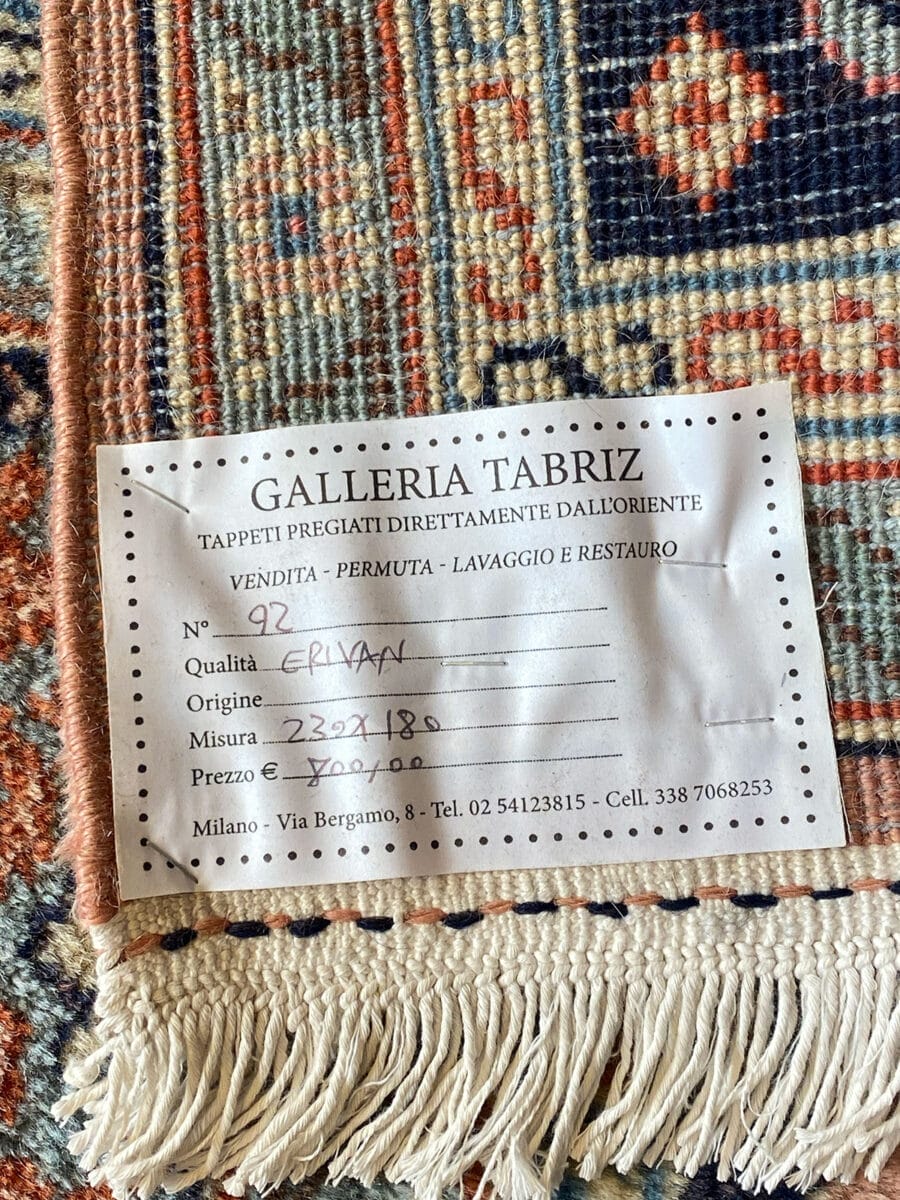 GALLERIA TABRIZ
TAPPETI PREGIATI DIRETTAMENTE DALL'ORIENTE
VENDITA - PERMUTA - LAVAGGIO E RESTAURO
N° 92
Qualità ERIVAN
Origine
Misura 230X180
Prezzo € 800,00
Milano - Via Bergamo, 8 - Tel. 02 54123815 - Cell. 338 7068253